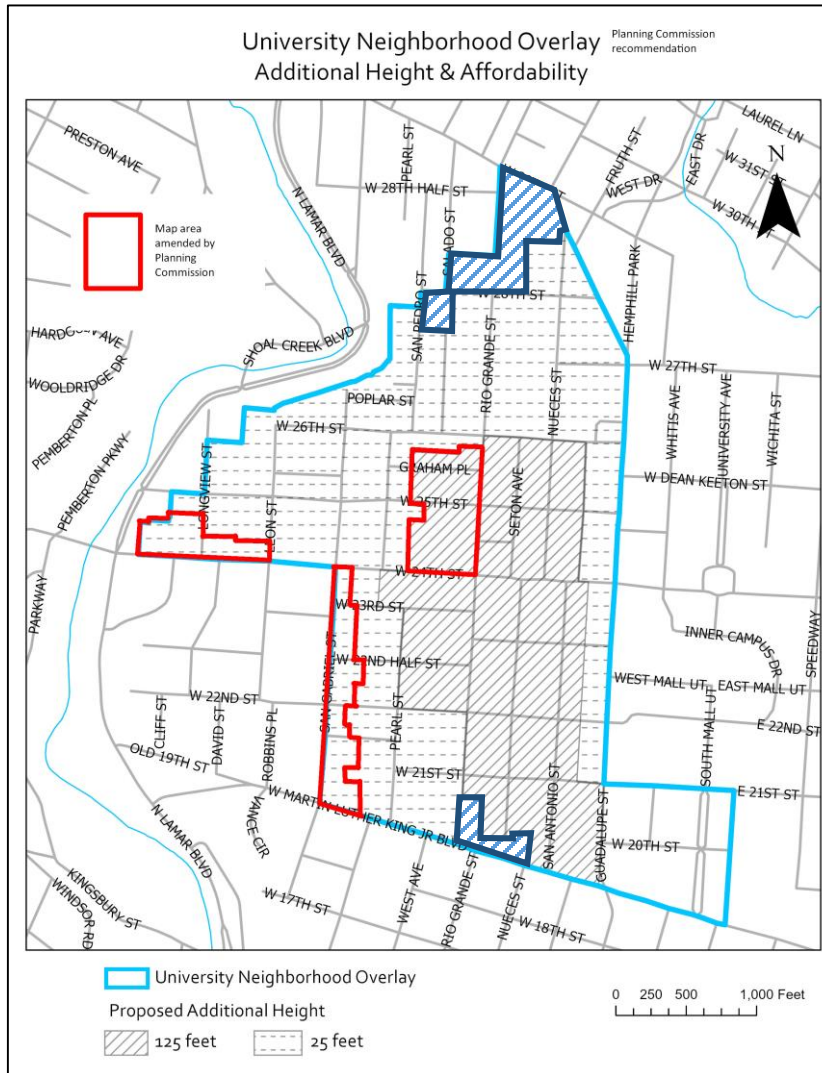 University Neighborhood Overlay
Planning Commission
recommendation
Additional Height & Affordability
LAUREL LN
PRESTON AVE
PEARL ST
FRUTH ST
EAST DR
W 31ST ST
N
W 28TH HALF ST
WEST DR
W 30TH ST
N LAMAR BLVD
SALADO ST
Map area
amended by
Planning
Commission
HEMPHILL PARK
SAN PEDRO ST
W 28TH ST
SHOAL CREEK BLVD
RIO GRANDE ST
WOOLDRIDGE DR
W 27TH ST
PEMBERTON PL
POPLAR ST
NUECES ST
WHITIS AVE
UNIVERSITY AVE
WICHITA ST
PEMBERTON PKWY
W 26TH ST
GRAHAM PL
W DEAN KEETON ST
LONGVIEW ST
LEON ST
W 25TH ST
SETON AVE
W 24TH ST
PARKWAY
W 23RD ST
INNER CAMPUS DR
SPEEDWAY
SAN GABRIEL ST
W 22ND HALF ST
WEST MALL UT
EAST MALL UT
W 22ND ST
CLIFF ST
DAVID ST
ROBBINS PL
PEARL ST
E 22ND ST
SOUTH MALL UT
OLD 19TH ST
W 21ST ST
E 21ST ST
W MARTIN LUTHER KING JR BLVD
SAN ANTONIO ST
GUADALUPE ST
N LAMAR BLVD
VANCE CIR
W 20TH ST
KINGSBURY ST
WINDSOR RD
W 17TH ST
WEST AVE
RIO GRANDE ST
NUECES ST
W 18TH ST
University Neighborhood Overlay
Proposed Additional Height
125 feet
25 feet
0 250 500 1,000 Feet